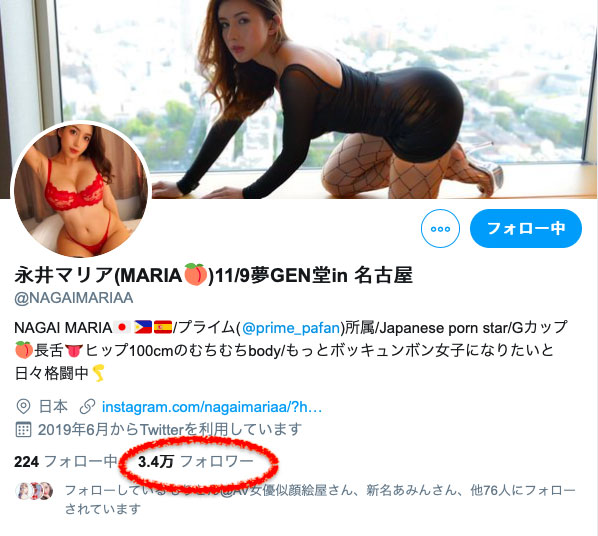 フォロー中
永井マリア(MARIA🍑)11/9夢GEN堂in 名古屋
@NAGAIMARIAA
NAGAI MARIA🇯🇵🇵🇭🇪🇸/プライム(@prime_pafan)所属/Japanese porn star/Gカップ
🍑長舌👅ヒップ100cmのむちむちbody/もっとボッキュンボン女子になりたいと
日々格闘中
日本 instagram.com/nagaimariaa/?h…
2019年6月からTwitterを利用しています
224 フォロー中 3.4万 フォロワー
フォローしている @AV女優似顔絵屋さん、新名あみんさん、他76人にフォロー
されています